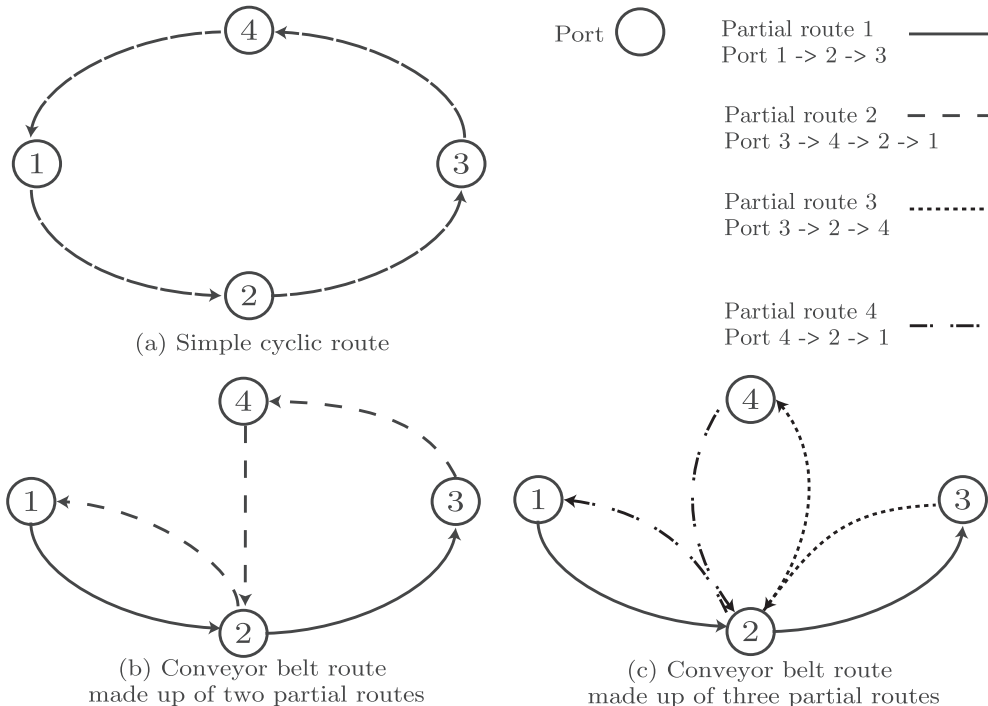 4
1
3
2
(a) Simple cyclic route
Port
Partial route 1
Port 1 -> 2 -> 3
Partial route 2
Port 3 -> 4 -> 2 -> 1
Partial route 3
Port 3 -> 2 -> 4
Partial route 4
Port 4 -> 2 -> 1
4
1
3
2
(b) Conveyor belt route
made up of two partial routes
4
1
3
2
(c) Conveyor belt route
made up of three partial routes